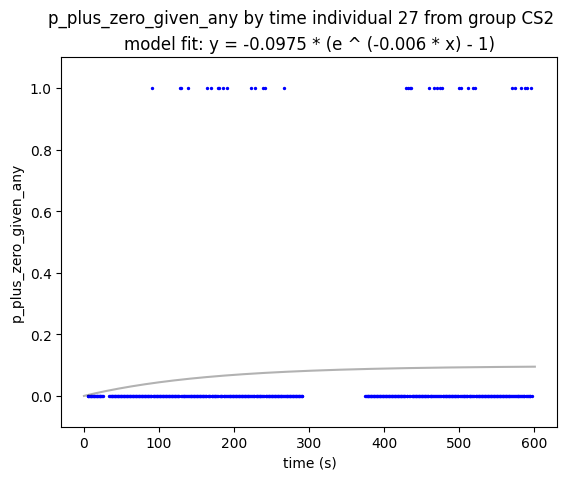 p_plus_zero_given_any by time individual 27 from group CS2
model fit: y = -0.0975 * (e ^ (-0.006 * x) - 1)
p_plus_zero_given_any
1.0
0.8
0.6
0.4
0.2
0.0
0 100 200 300 400 500 600
time (s)